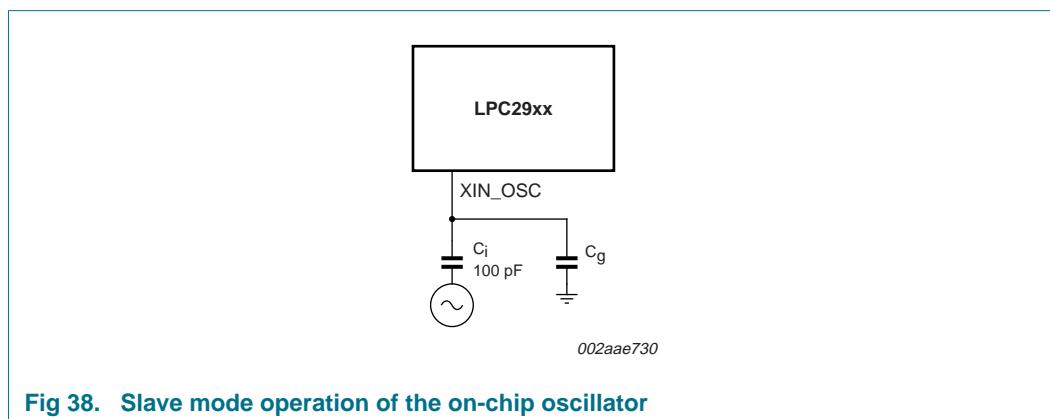 LPC29xx
XIN_OSC
Ci
100 pF
Cg
002aae730
Fig 38. Slave mode operation of the on-chip oscillator